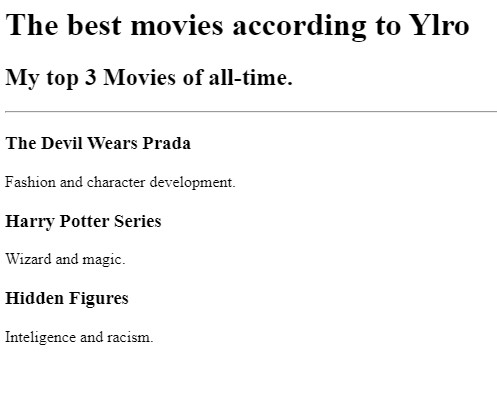 The best movies according to Ylro
My top 3 Movies of all-time.
The Devil Wears Prada
Fashion and character development.
Harry Potter Series
Wizard and magic.
Hidden Figures
Inteligence and racism.